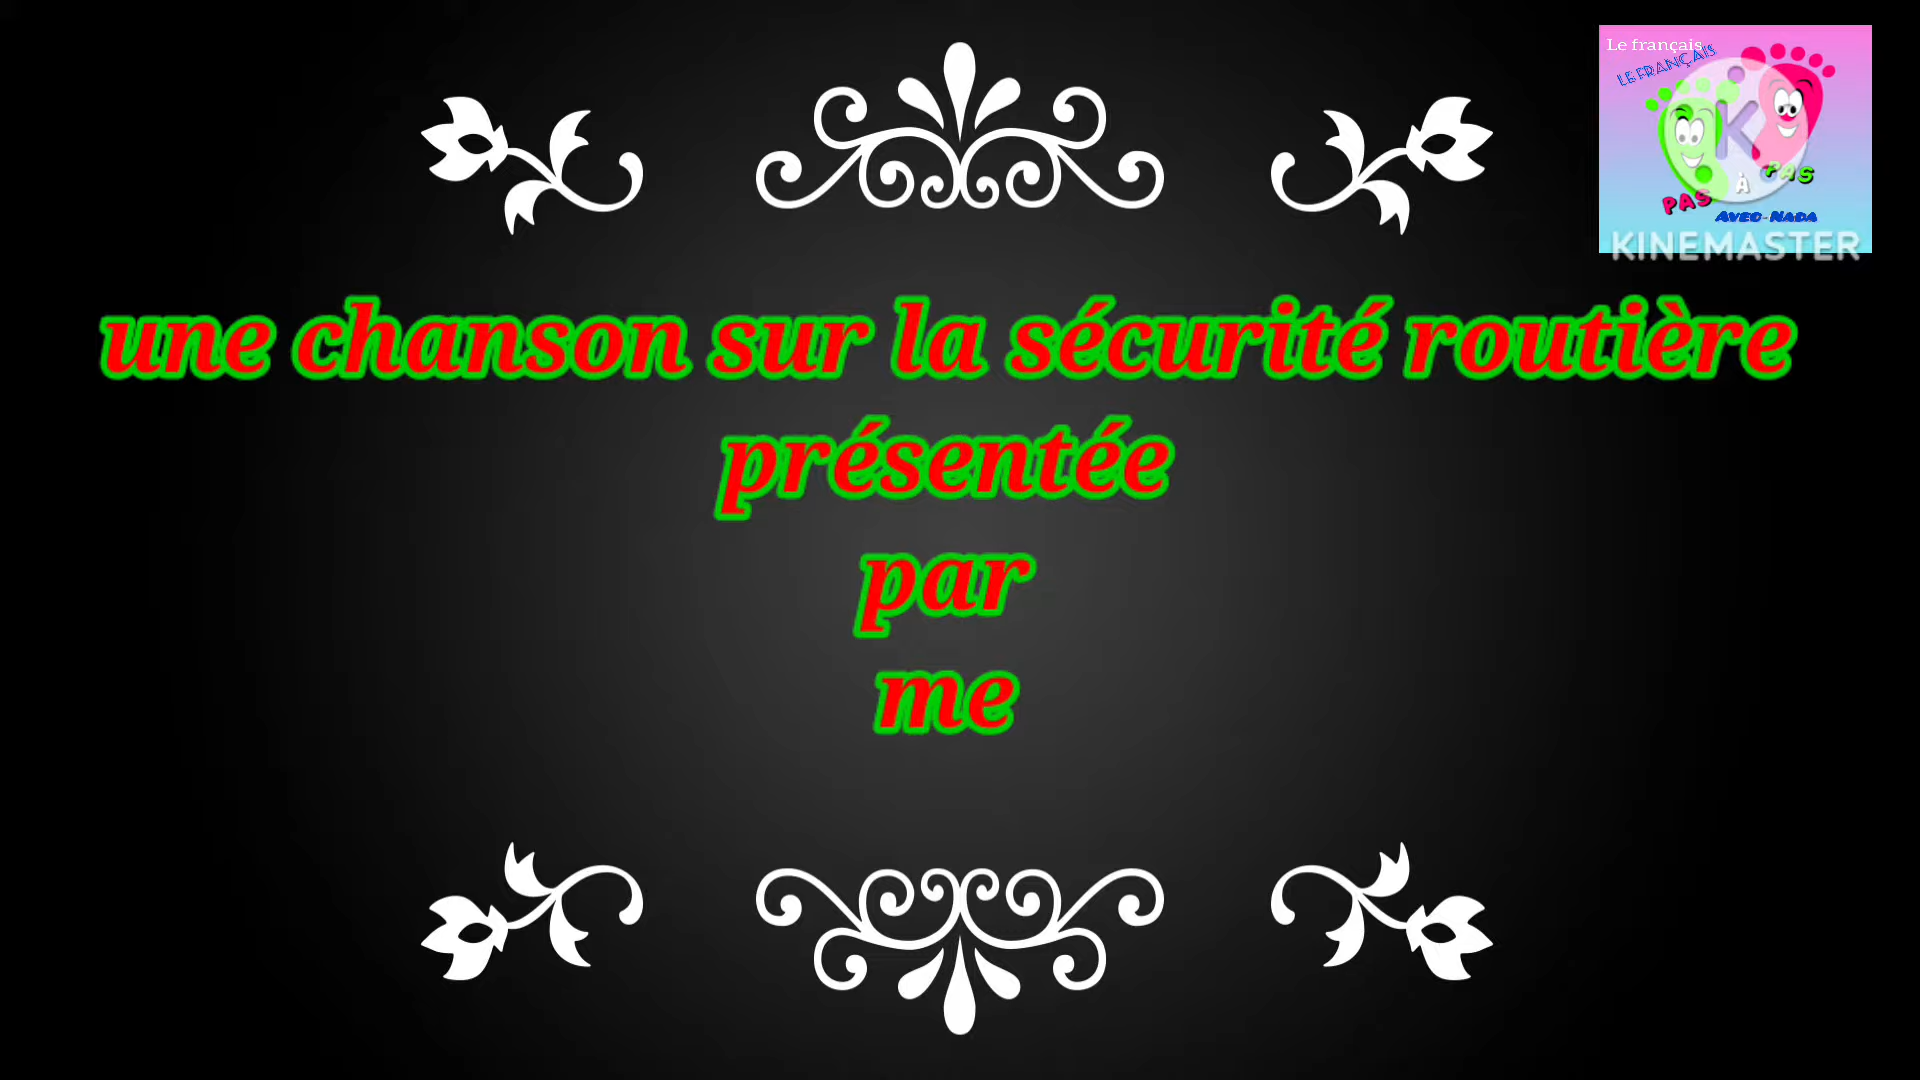 Le français
LE FRANÇAIS
K
PAS À PAS
Avec-Nada
KINEMASTER
une chanson sur la sécurité routière
présentée
par
me